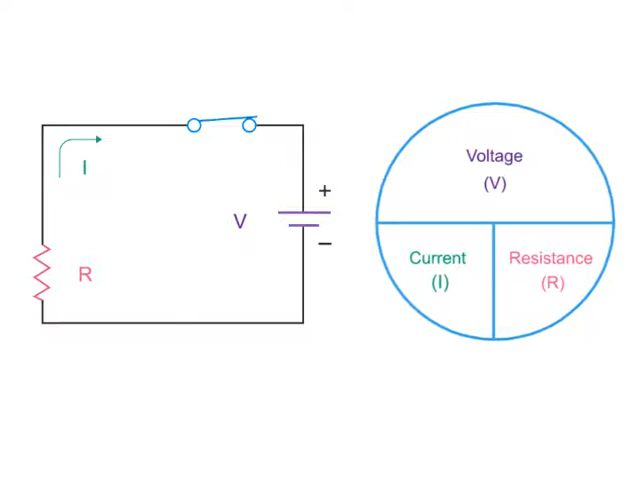 I
R
V
+
−
Voltage
(V)
Current
(I)
Resistance
(R)